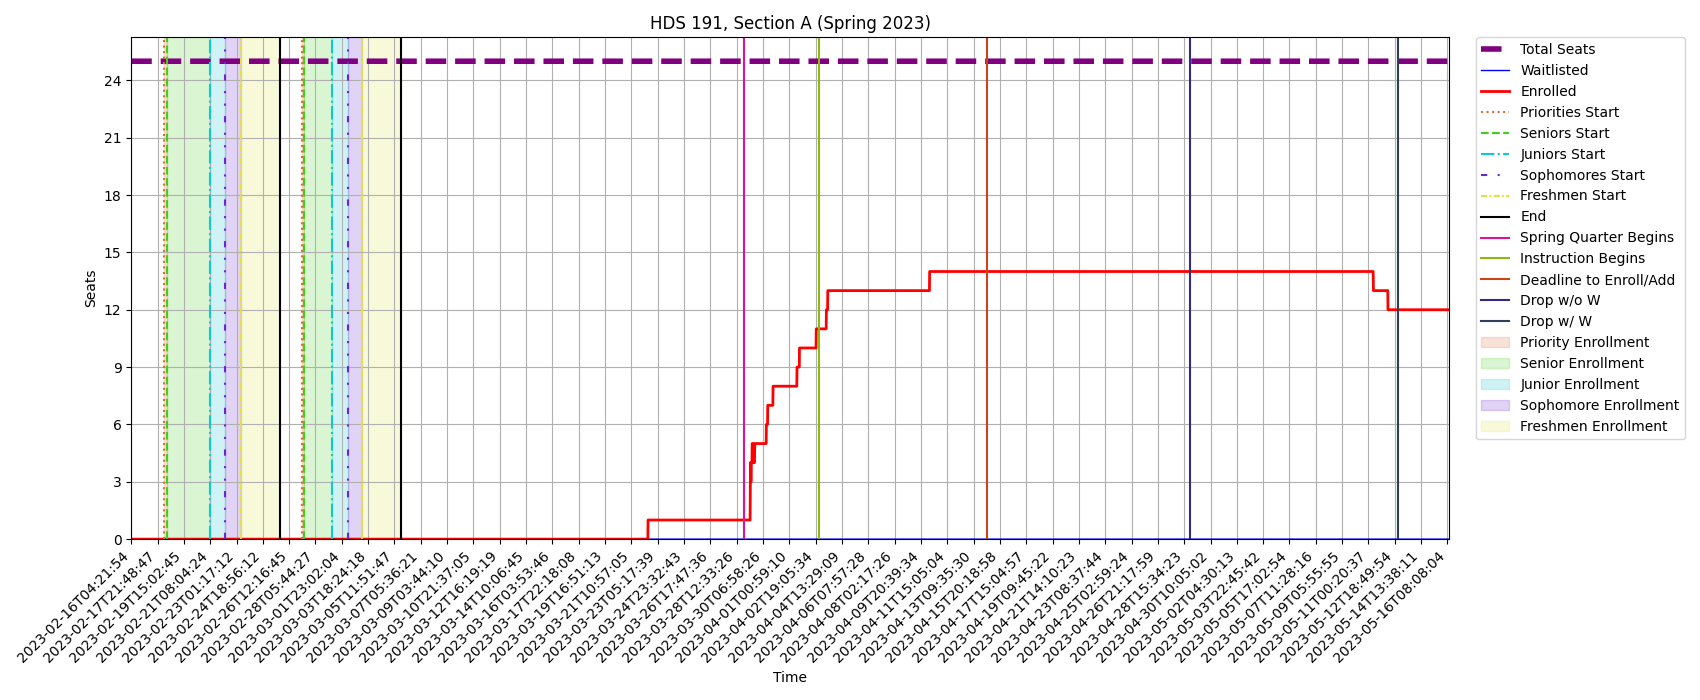 HDS 191, Section A (Spring 2023)
Seats
24
21
18
15
12
9
6
3
0
2023-02-16T04:21:54
2023-02-17T21:48:47
2023-02-19T15:02:45
2023-02-21T08:04:24
2023-02-23T01:17:12
2023-02-24T18:56:12
2023-02-26T12:16:45
2023-02-28T05:44:27
2023-03-01T23:02:04
2023-03-03T18:24:18
2023-03-05T11:51:47
2023-03-07T05:36:21
2023-03-09T03:44:10
2023-03-12T21:37:05
2023-03-12T16:19:19
2023-03-14T10:06:45
2023-03-16T03:53:46
2023-03-17T22:18:08
2023-03-19T16:51:13
2023-03-21T10:57:05
2023-03-23T05:17:39
2023-03-24T23:32:43
2023-03-26T17:47:36
2023-03-28T12:33:26
2023-03-30T06:58:26
2023-04-01T00:59:10
2023-04-02T19:05:34
2023-04-04T13:29:09
2023-04-06T07:57:28
2023-04-08T02:17:26
2023-04-09T20:39:34
2023-04-11T15:05:04
2023-04-13T09:35:30
2023-04-15T20:18:58
2023-04-17T15:04:57
2023-04-19T09:45:22
2023-04-21T14:10:23
2023-04-23T08:37:44
2023-04-25T02:59:24
2023-04-26T21:17:59
2023-04-28T15:34:23
2023-04-30T10:05:02
2023-05-02T04:30:13
2023-05-03T22:45:42
2023-05-05T17:02:54
2023-05-07T11:28:16
2023-05-09T05:55:55
2023-05-11T00:20:37
2023-05-12T18:49:54
2023-05-14T13:38:11
2023-05-16T08:08:04
Time
Total Seats
Waitlisted
Enrolled
Priorities Start
Seniors Start
Juniors Start
Sophomores Start
Freshmen Start
End
Spring Quarter Begins
Instruction Begins
Deadline to Enroll/Add
Drop w/o W
Drop w/ W
Priority Enrollment
Senior Enrollment
Junior Enrollment
Sophomore Enrollment
Freshmen Enrollment